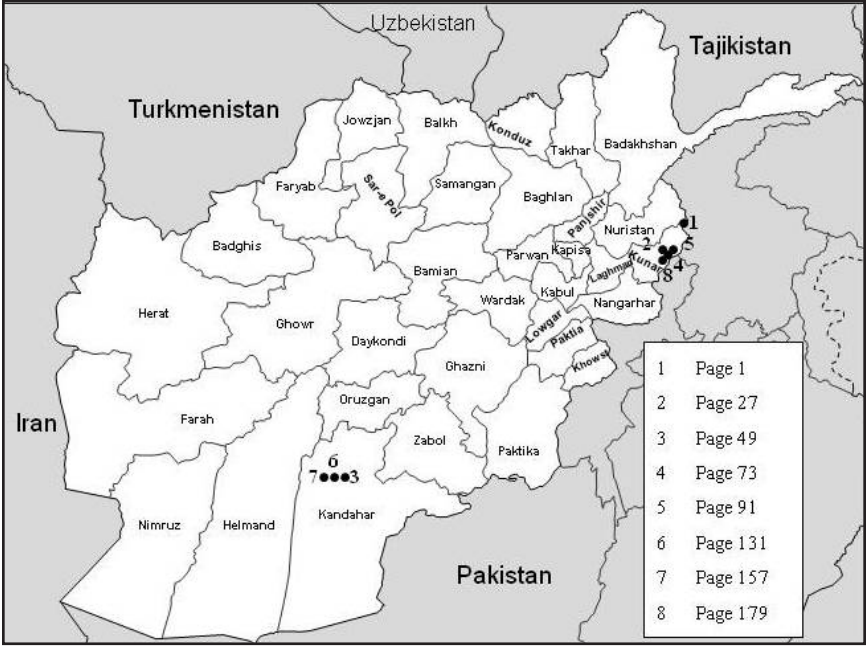 Uzbekistan
Tajikistan
Turkmenistan
Jowzjan
Balkh
Konduz
Takhar
Badakhshan
Faryab
Sar-e Pol
Samangan
Baghlan
Panjshir
Nuristan
1
Badghis
Bamian
Parwan
Kapisa
Laghman
Kunar
2
5
4
8
Herat
Ghowr
Wardak
Kabul
Nangarhar
Lowgar
Paktia
Khowst
Daykondi
Ghazni
Oruzgan
Iran
Farah
Zabol
Paktika
6
7 3
Nimruz
Helmand
Kandahar
Pakistan
1 Page 1
2 Page 27
3 Page 49
4 Page 73
5 Page 91
6 Page 131
7 Page 157
8 Page 179